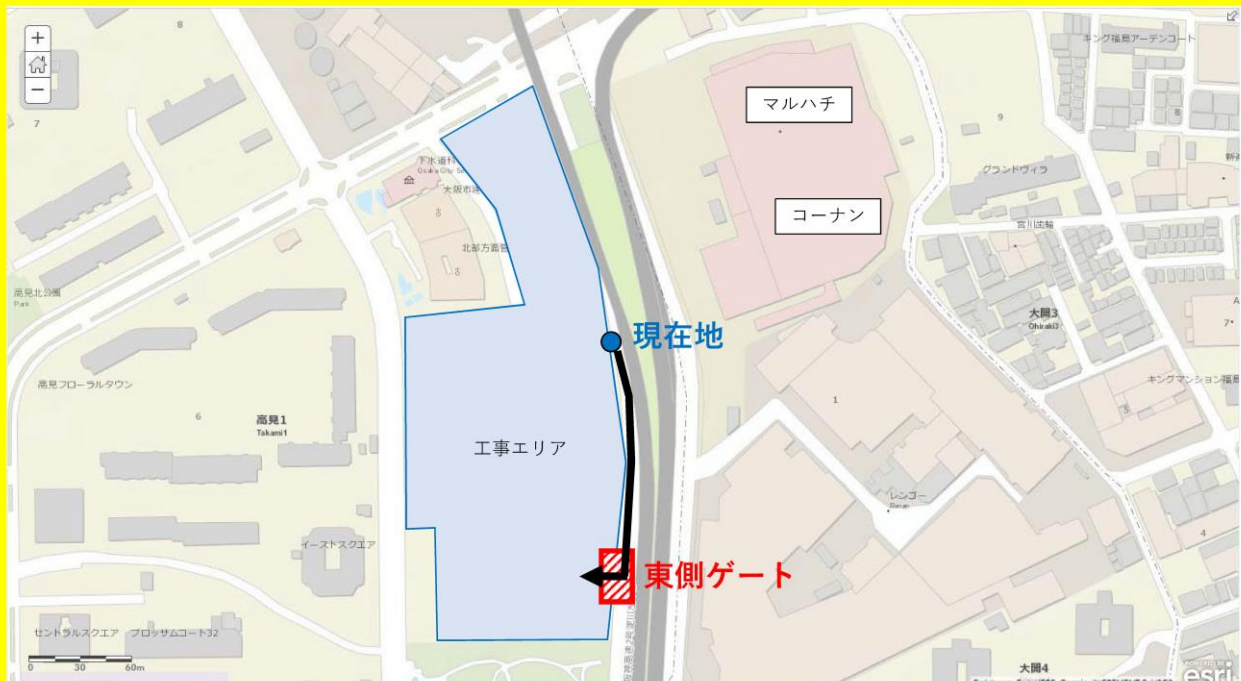 +
−
7
マルハチ
コーナン
キング福島アーデンコート
8
9
グランドヴィラ
宮川歯輪
下水道科
Osaka City Se
大阪市
北部方面管
高見北公園
Park
現在地
大開3
Ohiraki3
7
キングマンション福島
高見フローラルタウン
6
高見1
Takami1
1
3
工事エリア
レンゴー
Rengo
4
イーストスクエア
東側ゲート
セントラルスクエア
ブロッサムコート32
0 30 60m
大開4
POWERED BY
esri